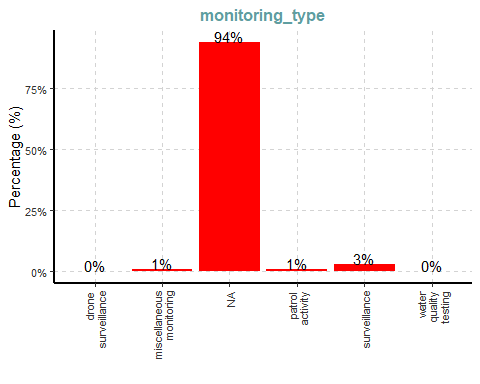 monitoring_type
Percentage (%)
75%
50%
25%
0%
0%
1%
94%
1%
3%
0%
drone
surveillance
miscellaneous
monitoring
NA
patrol
activity
surveillance
water
quality
testing